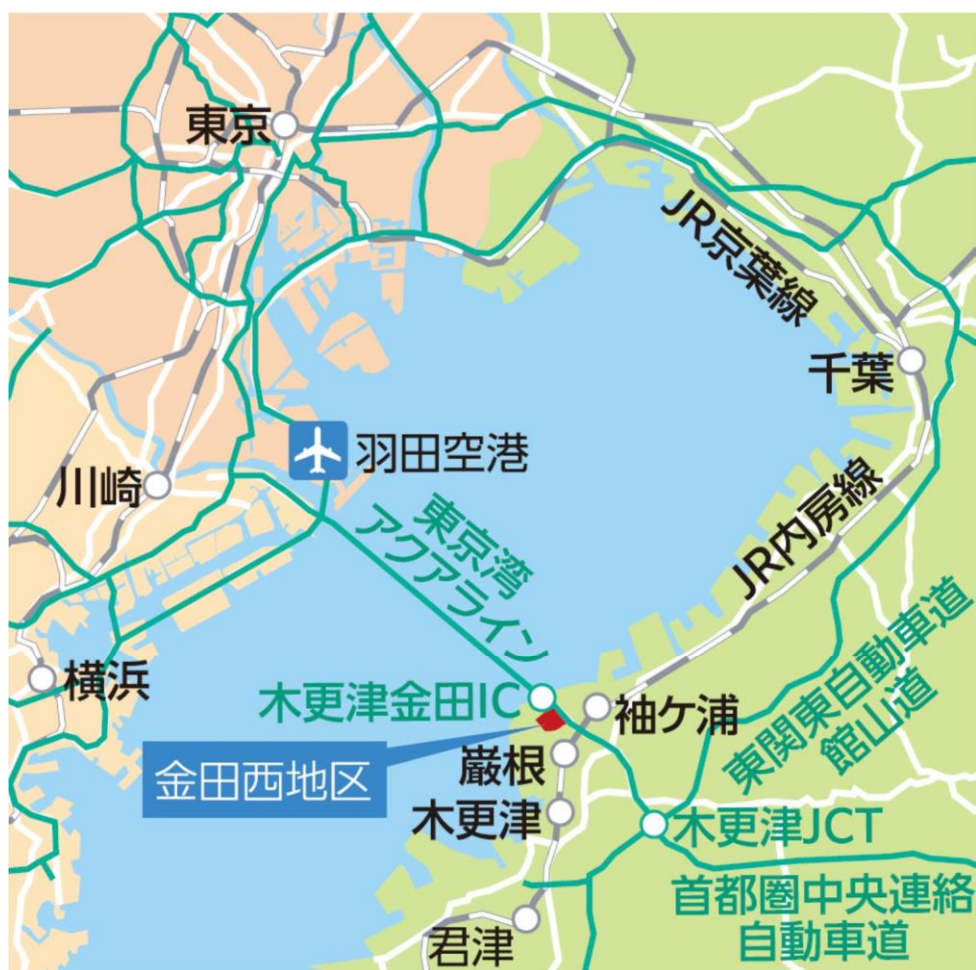 東京
JR京葉線
千葉
羽田空港
川崎
東京湾
アクアライン
JR内房線
横浜
木更津金田IC
袖ケ浦
東関東自動車道
館山道
金田西地区
巌根
木更津
木更津JCT
首都圏中央連絡
自動車道
君津